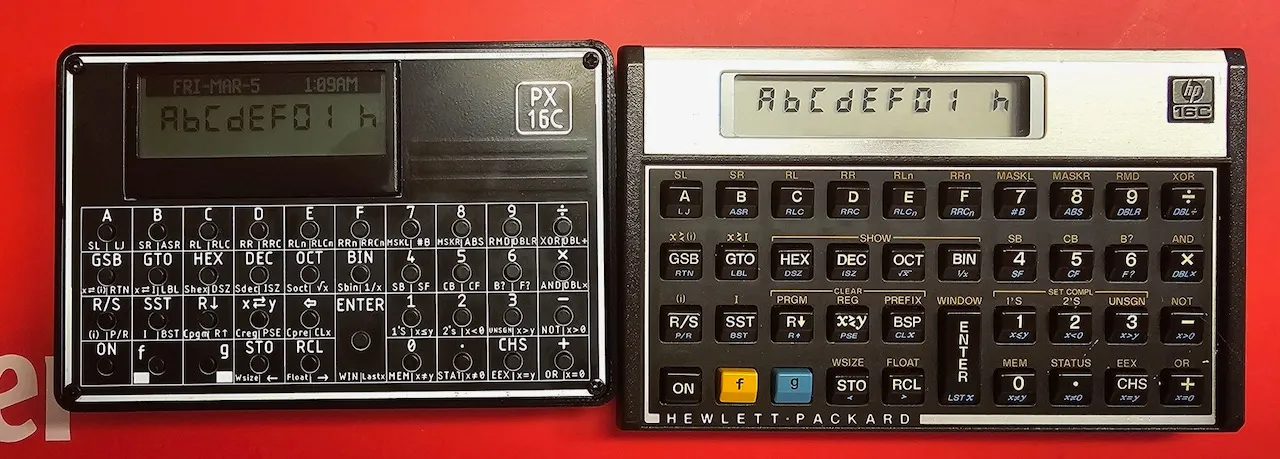 FRI-MAR-5 1:09AM
AbCdEF01 h
PX
16C
A B C D E F 7 8 9 ÷
SL | LJ SR | ASR RL | RLC RR | RRC RLn | RLCn RRn | RRCn MSKL | #B MSKR | ABS RMD | DBLR XOR | DBL÷
GSB GTO HEX DEC OCT BIN 4 5 6 ×
x⇌(i) | RTN x⇌I | LBL Shex | DSZ Sdec | ISZ Soct | √x Sbin | 1/x SB | SF CB | CF B? | F? AND | DBLx
R/S SST R↓ x⇄y ⇦ ENTER 1 2 3 −
(i) | P/R I | BST Cpgm | R↑ Creg | PSE Cpre | CLx 1'S | x≤y 2's | x<0 UNSGN | x>y NOT | x>0
ON f g STO RCL 0 . CHS +
Wsize | ← Float | → WIN | Lastx MEM | x≠y STAT | x≠0 EEX | x=y OR | x=0
AbCdEF01 h
hp
16C
SL SR RL RR RLn RRn MASKL MASKR RMD XOR
A B C D E F 7 8 9 ÷
LJ ASR RLC RRC RLCn RRCn #B ABS DBLR DBL÷
x≷(i) x≷I SHOW SB CB B? AND
GSB GTO HEX DEC OCT BIN 4 5 6 ×
RTN LBL DSZ ISZ √x 1/x SF CF F? DBL×
CLEAR SET COMPL
(i) I PRGM REG PREFIX WINDOW 1'S 2'S UNSGN NOT
R/S SST R↓ x≷y BSP ENTER 1 2 3 −
P/R BST R↑ PSE CLX x≤y x<0 x>y x>0
WSIZE FLOAT MEM STATUS EEX OR
ON f g STO RCL 0 · CHS +
< > LSTX x≠y x≠0 x=y x=0
HEWLETT·PACKARD
er